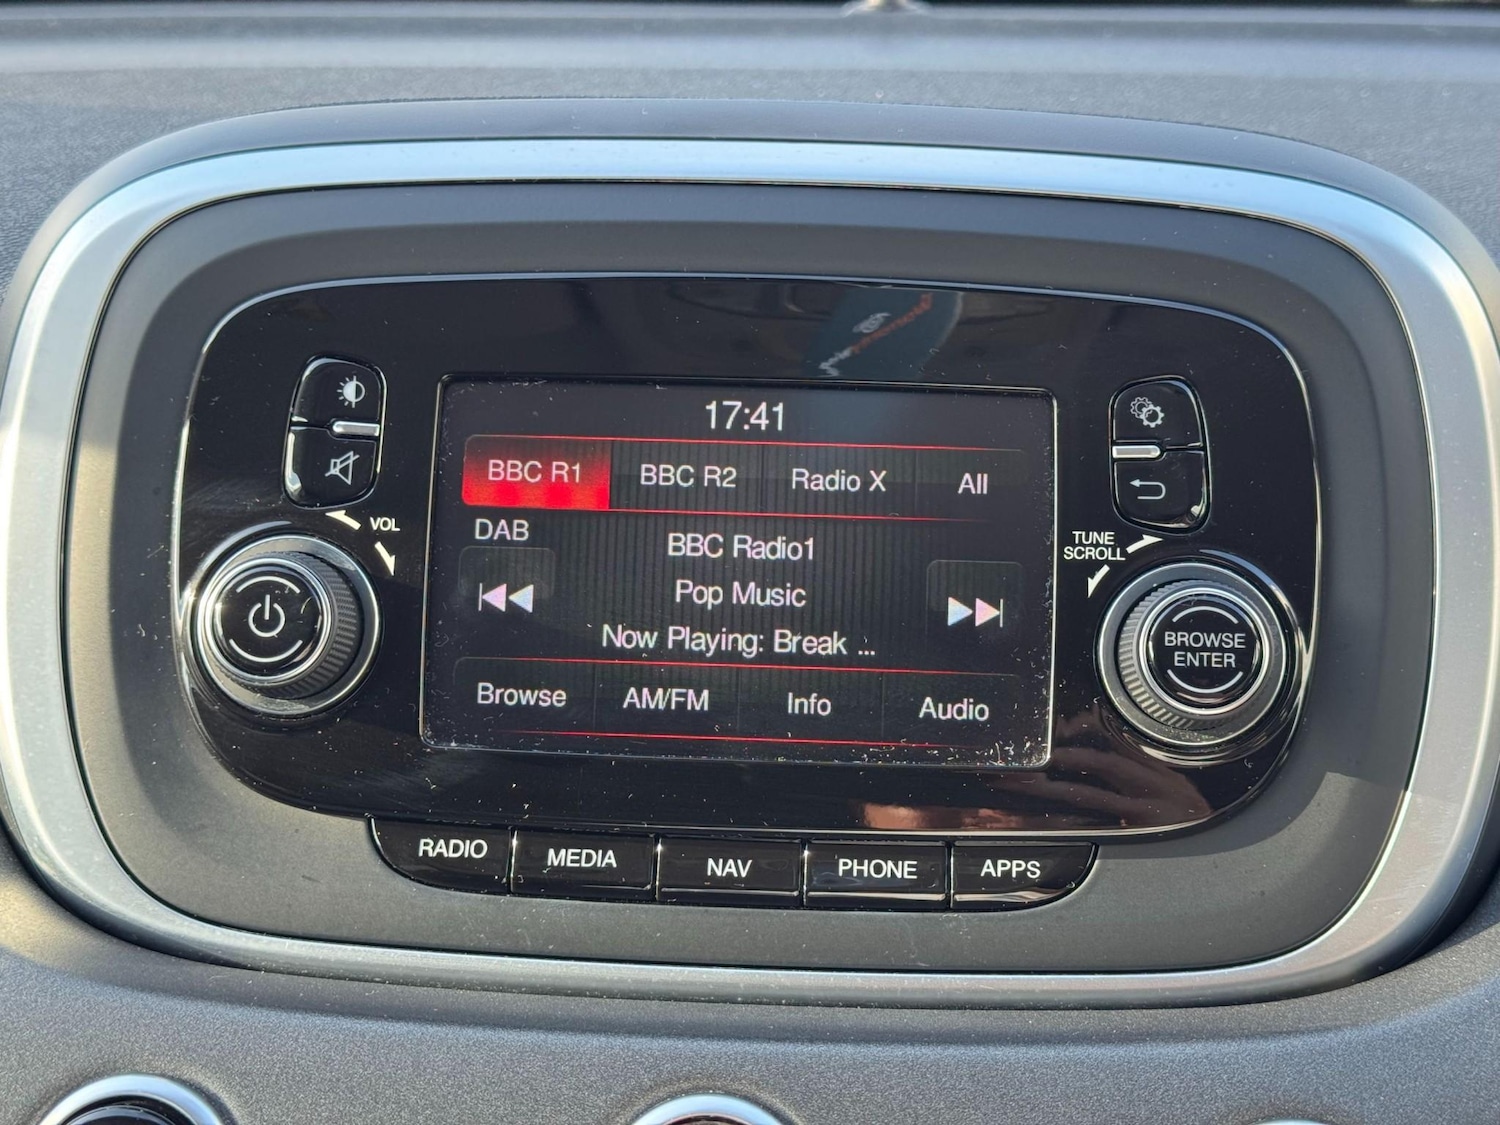 17:41
BBC R1 BBC R2 Radio X All
DAB
BBC Radio1
Pop Music
Now Playing: Break ...
Browse AM/FM Info Audio
VOL
TUNE
SCROLL
BROWSE
ENTER
RADIO MEDIA NAV PHONE APPS